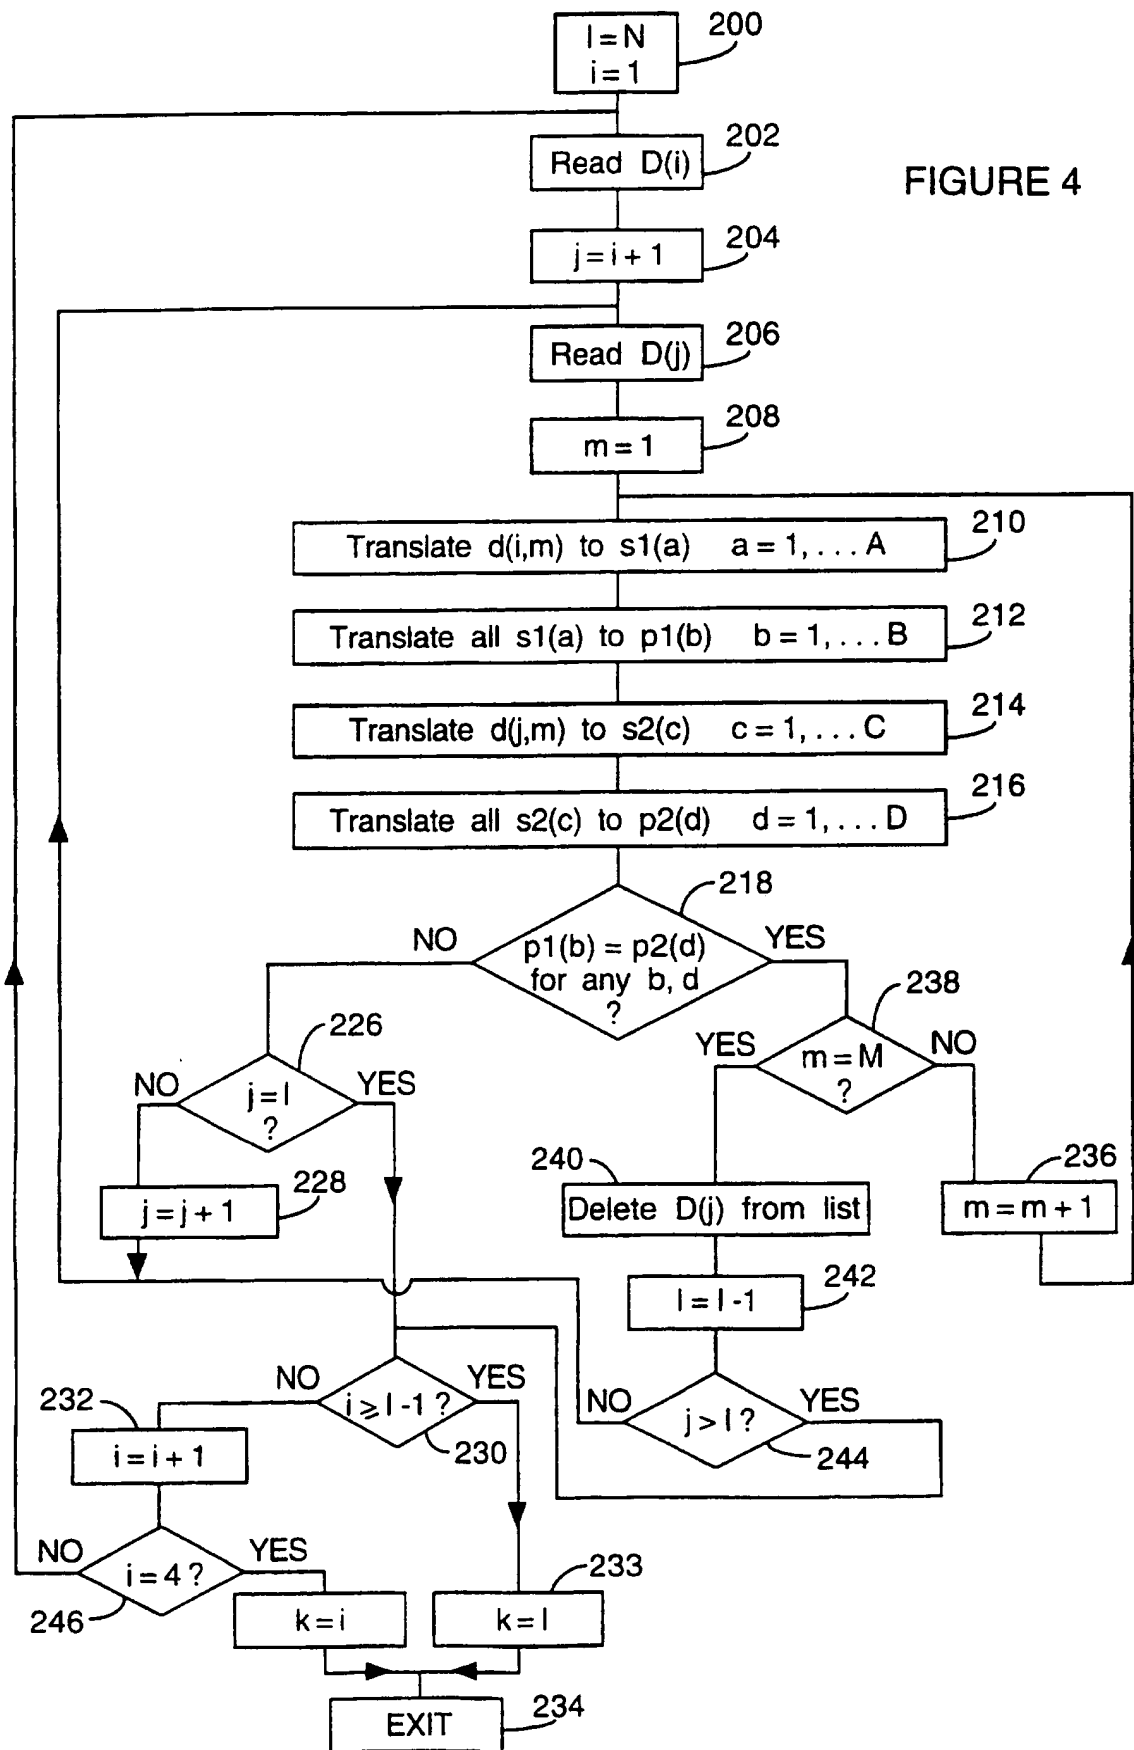 l = N
i = 1
200
Read D(i)
202
FIGURE 4
j = i + 1
204
Read D(j)
206
m = 1
208
Translate d(i,m) to s1(a) a = 1, . . . A
210
Translate all s1(a) to p1(b) b = 1, . . . B
212
Translate d(j,m) to s2(c) c = 1, . . . C
214
Translate all s2(c) to p2(d) d = 1, . . . D
216
218
NO
p1(b) = p2(d)
for any b, d
?
YES
238
226
YES
m = M
?
NO
NO
j = l
?
YES
240
236
228
j = j + 1
Delete D(j) from list
m = m + 1
242
l = l - 1
NO
i ⩾ l - 1 ?
YES
232
230
NO
j > l ?
YES
244
i = i + 1
NO
i = 4 ?
YES
246
233
k = i
k = l
EXIT
234